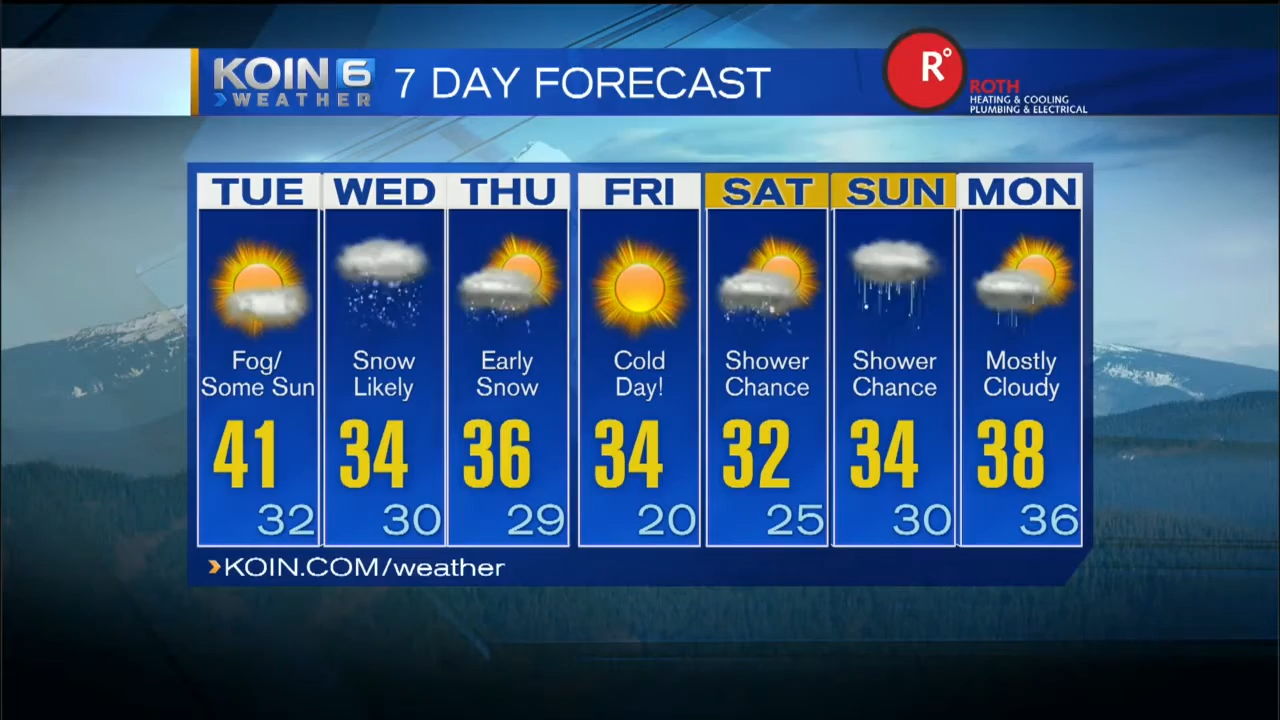 KOIN 6
WEATHER
7 DAY FORECAST
R°
ROTH
HEATING & COOLING
PLUMBING & ELECTRICAL
TUE
Fog/
Some Sun
41
32
WED
Snow
Likely
34
30
THU
Early
Snow
36
29
FRI
Cold
Day!
34
20
SAT
Shower
Chance
32
25
SUN
Shower
Chance
34
30
MON
Mostly
Cloudy
38
36
KOIN.COM/weather